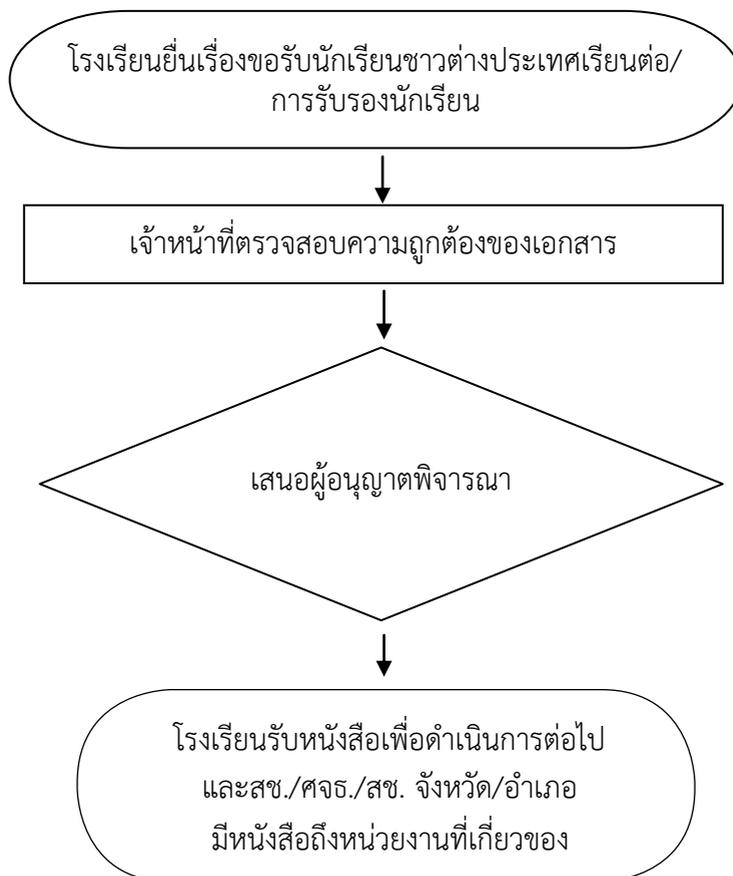 โรงเรียนยื่นเรื่องขอรับนักเรียนชาวต่างประเทศเรียนต่อ/
การรับรองนักเรียน
เจ้าหน้าที่ตรวจสอบความถูกต้องของเอกสาร
เสนอผู้อนุญาตพิจารณา
โรงเรียนรับหนังสือเพื่อดำเนินการต่อไป
และสช./ศจธ./สช. จังหวัด/อำเภอ
มีหนังสือถึงหน่วยงานที่เกี่ยวของ